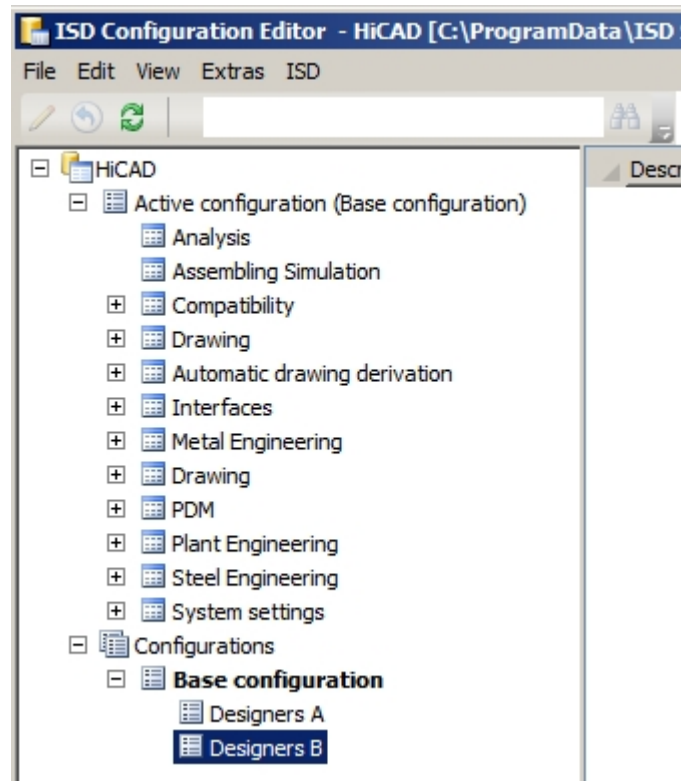 ISD Configuration Editor - HiCAD [C:\ProgramData\ISD
File Edit View Extras ISD
HiCAD
Descr
Active configuration (Base configuration)
Analysis
Assembling Simulation
Compatibility
Drawing
Automatic drawing derivation
Interfaces
Metal Engineering
Drawing
PDM
Plant Engineering
Steel Engineering
System settings
Configurations
Base configuration
Designers A
Designers B